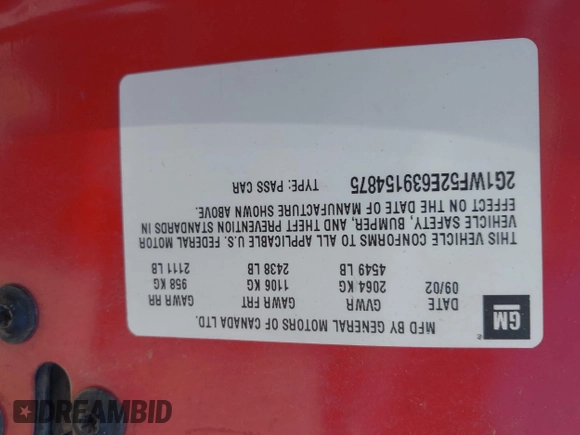 GM
MFD BY GENERAL MOTORS OF CANADA LTD.
DATE GVWR GAWR FRT GAWR RR
09/02 2064 KG 1106 KG 958 KG
4549 LB 2438 LB 2111 LB
THIS VEHICLE CONFORMS TO ALL APPLICABLE U.S. FEDERAL MOTOR
VEHICLE SAFETY, BUMPER, AND THEFT PREVENTION STANDARDS IN
EFFECT ON THE DATE OF MANUFACTURE SHOWN ABOVE.
2G1WF52E639154875 TYPE: PASS CAR
DREAMBID